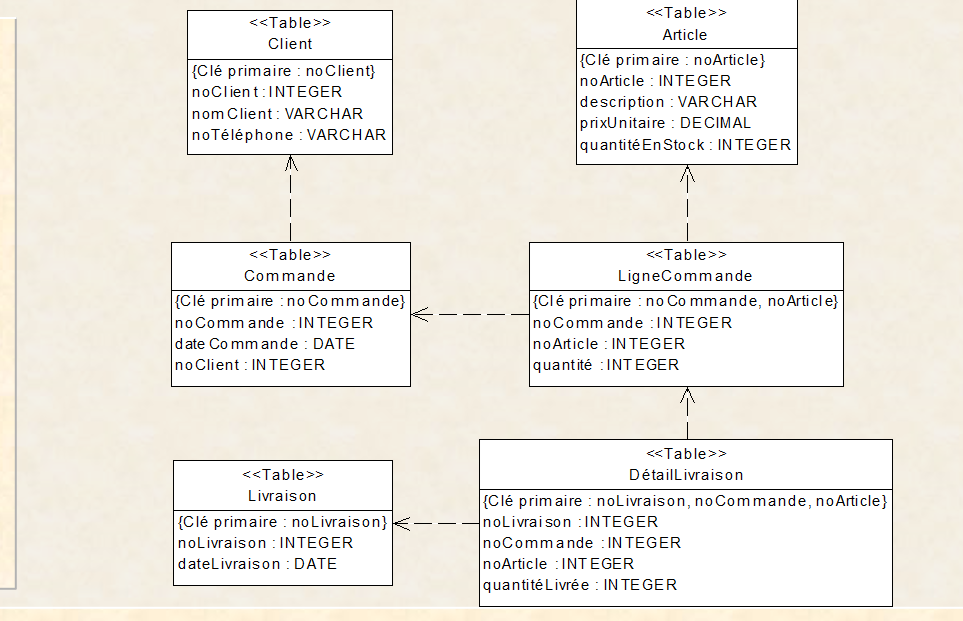 <<Table>>
Client
{Clé primaire : noClient}
noClient : INTEGER
nomClient : VARCHAR
noTéléphone : VARCHAR
<<Table>>
Article
{Clé primaire : noArticle}
noArticle : INTEGER
description : VARCHAR
prixUnitaire : DECIMAL
quantitéEnStock : INTEGER
<<Table>>
Commande
{Clé primaire : noCommande}
noCommande : INTEGER
dateCommande : DATE
noClient : INTEGER
<<Table>>
LigneCommande
{Clé primaire : noCommande, noArticle}
noCommande : INTEGER
noArticle : INTEGER
quantité : INTEGER
<<Table>>
Livraison
{Clé primaire : noLivraison}
noLivraison : INTEGER
dateLivraison : DATE
<<Table>>
DétailLivraison
{Clé primaire : noLivraison, noCommande, noArticle}
noLivraison : INTEGER
noCommande : INTEGER
noArticle : INTEGER
quantitéLivrée : INTEGER